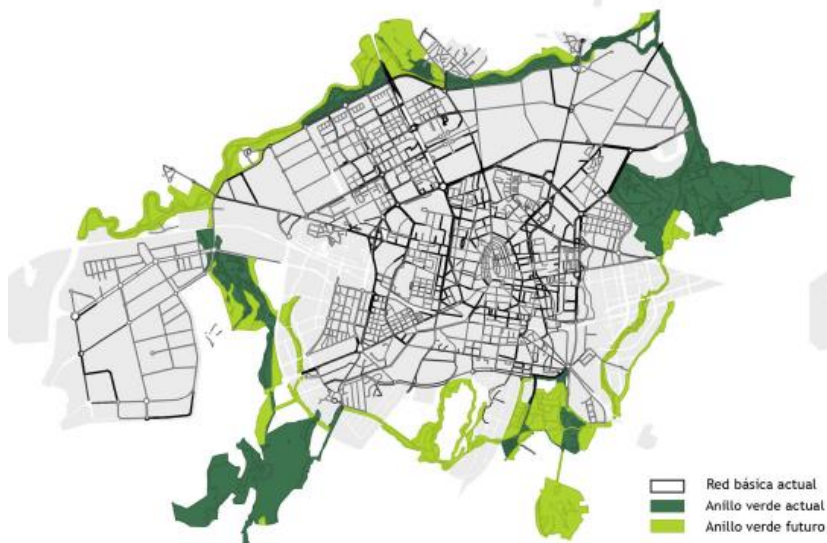 Red básica actual
Anillo verde actual
Anillo verde futuro